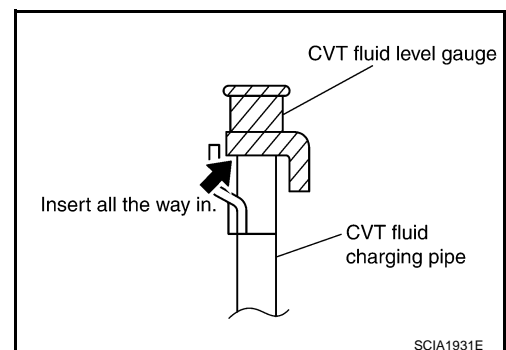 CVT fluid level gauge
Insert all the way in.
CVT fluid
charging pipe
SCIA1931E